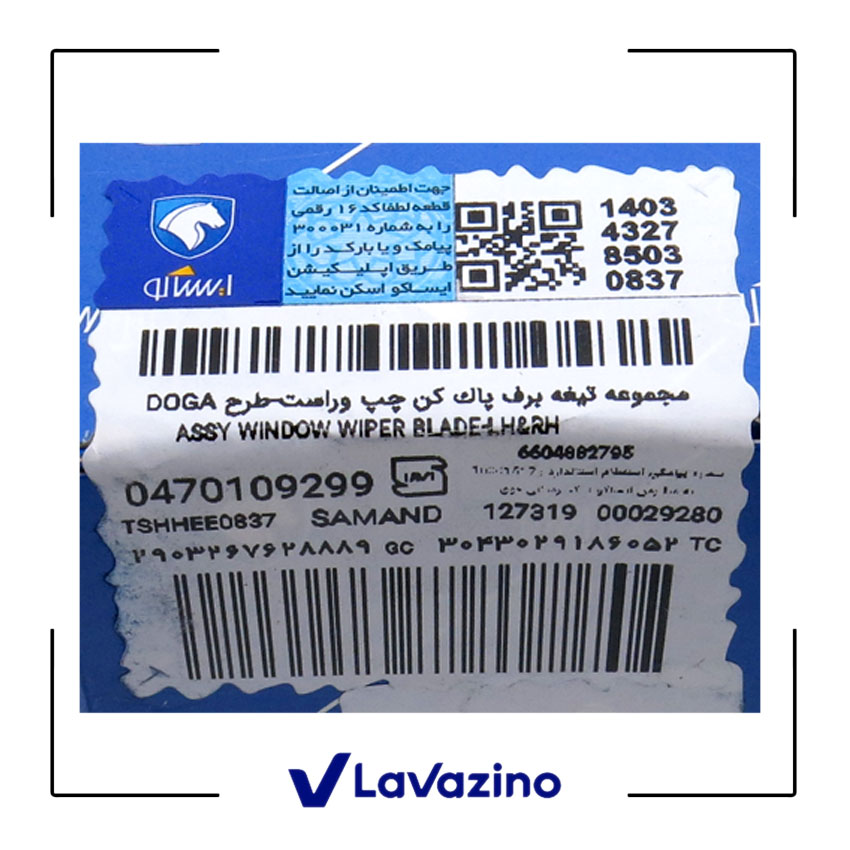 ایساکو
جهت اطمینان از اصالت
قطعه لطفا کد ۱۶ رقمی
را به شماره ۳۰۰۰۳۱
پیامک و یا بارکد را از
طریق اپلیکیشن
ایساکو اسکن نمایید
1403
4327
8503
0837
مجموعه تیغه برف پاک کن چپ وراست-طرح DOGA
ASSY WINDOW WIPER BLADE-LH&RH
6604882795
0470109299
TSHHEE0837 SAMAND 127319 00029280
۲۹۰۳۲۶۷۶۲۸۸۸۹ GC ۳۰۴۳۰۲۹۱۸۶۰۵۲ TC
LaVazino